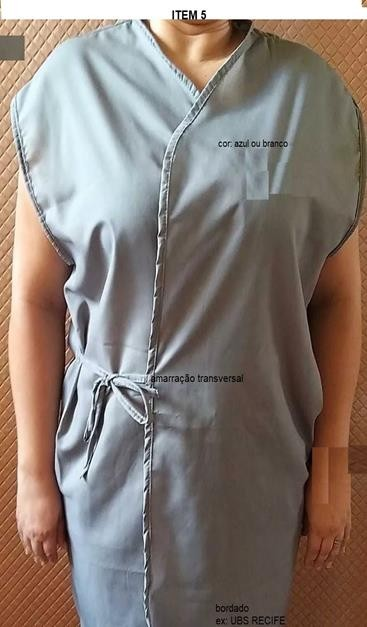 ITEM 5
cor: azul ou branco
amarração transversal
bordado
ex: UBS RECIFE